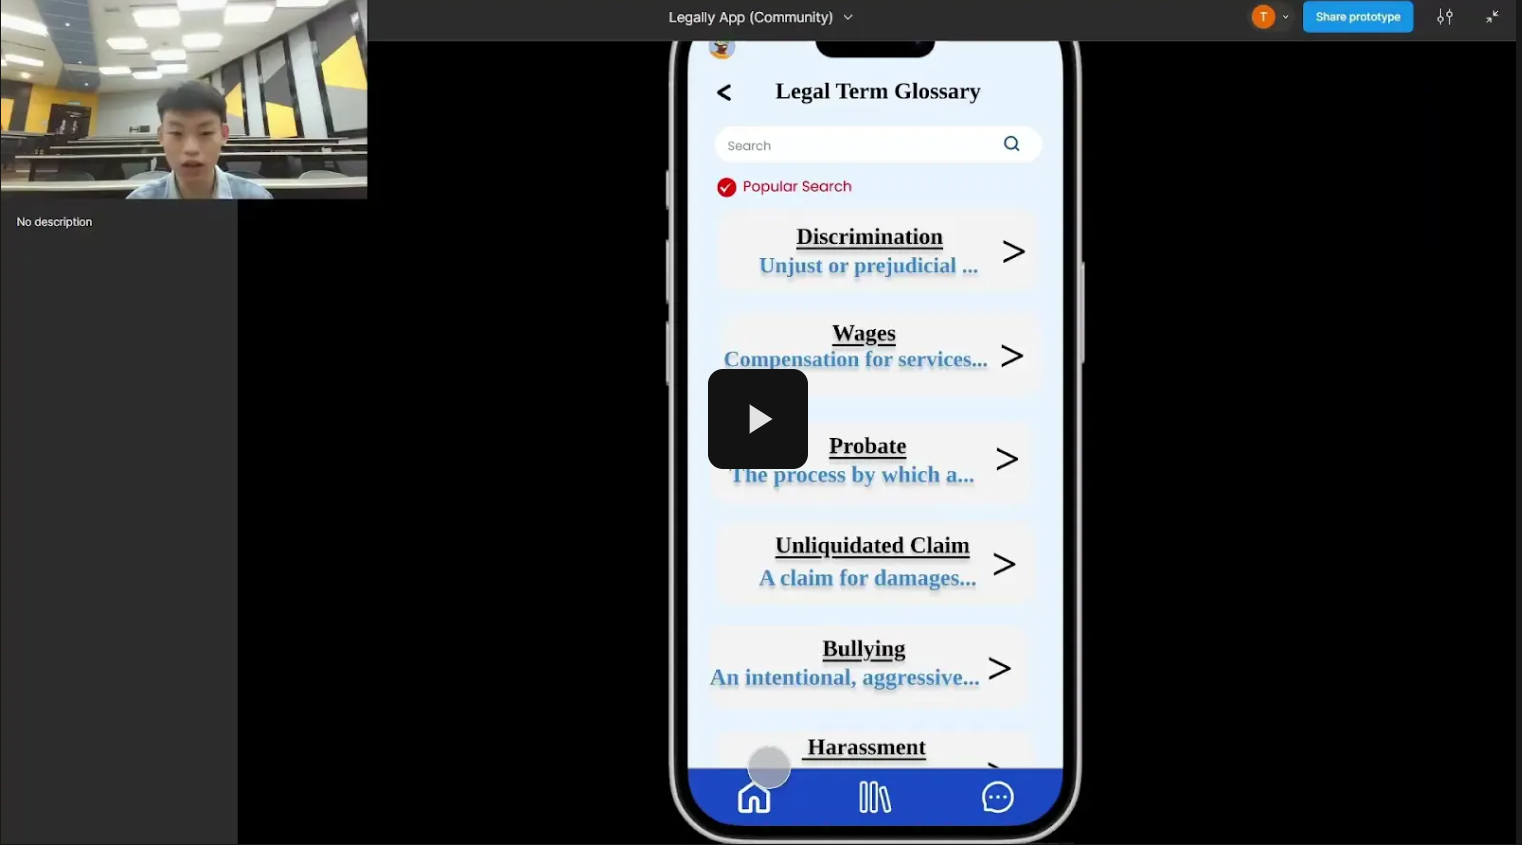 Legally App (Community)
T
Share prototype
No description
Legal Term Glossary
Search
Popular Search
Discrimination
Unjust or prejudicial ...
Wages
Compensation for services...
Probate
The process by which a...
Unliquidated Claim
A claim for damages...
Bullying
An intentional, aggressive...
Harassment